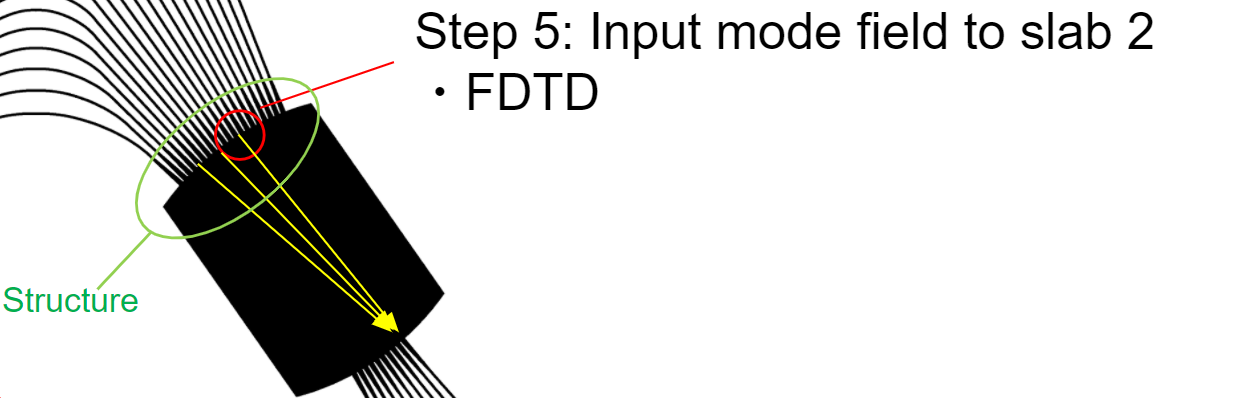 Step 5: Input mode field to slab 2
・FDTD
Structure